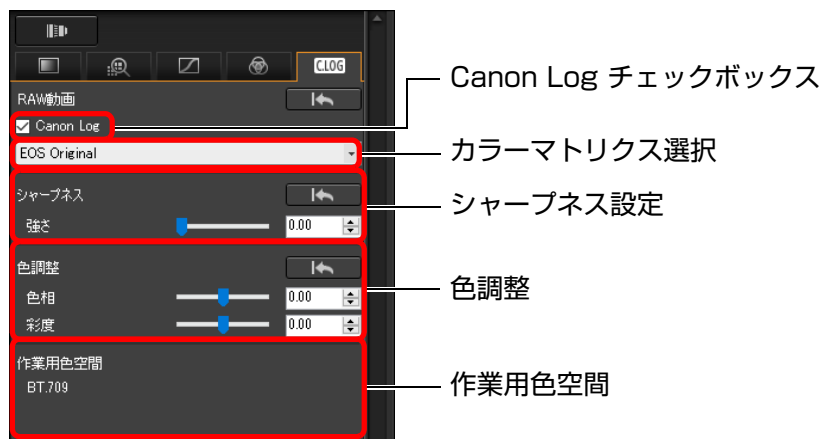 C.LOG
RAW動画
Canon Log
Canon Log チェックボックス
EOS Original
カラーマトリクス選択
シャープネス
シャープネス設定
強さ 0.00
色調整
色調整
色相 0.00
彩度 0.00
作業用色空間
作業用色空間
BT.709